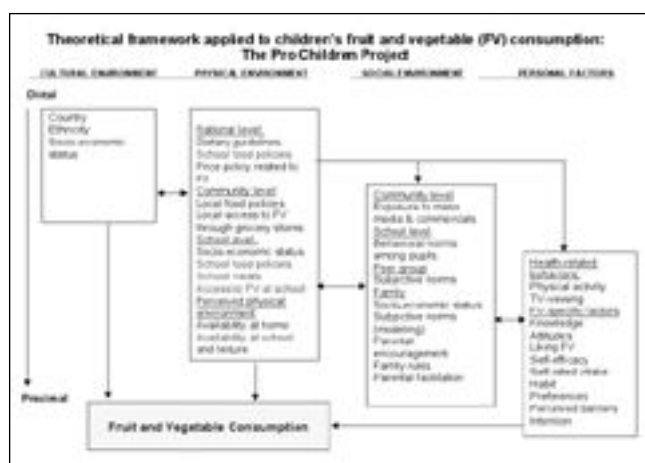 Theoretical framework applied to children's fruit and vegetable (FV) consumption:
The Pro Children Project
CULTURAL ENVIRONMENT
PHYSICAL ENVIRONMENT
SOCIAL ENVIRONMENT
PERSONAL FACTORS
Distal
Country
Ethnicity
Socio economic
status
National level
Dietary guidelines
School food policies
Price policy related to
FV
Community level
Local food policies
Local access to FV
through grocery stores
School level
Socio economic status
School food policies
School meals
Access to FV at school
Perceived physical
environment
Availability at home
Availability at school
and leisure
Community level
Exposure to mass
media & commercials
School level
Behavioral norms
among pupils
Peer group
Subjective norms
Family
Socio-economic status
Subjective norms
(modeling)
Parental
encouragement
Family rules
Parental facilitation
Health-related
behaviors
Physical activity
TV-viewing
FV-specific factors
Knowledge
Attitudes
Liking FV
Self-efficacy
Self-rated intake
Habit
Preferences
Perceived barriers
Intention
Proximal
Fruit and Vegetable Consumption